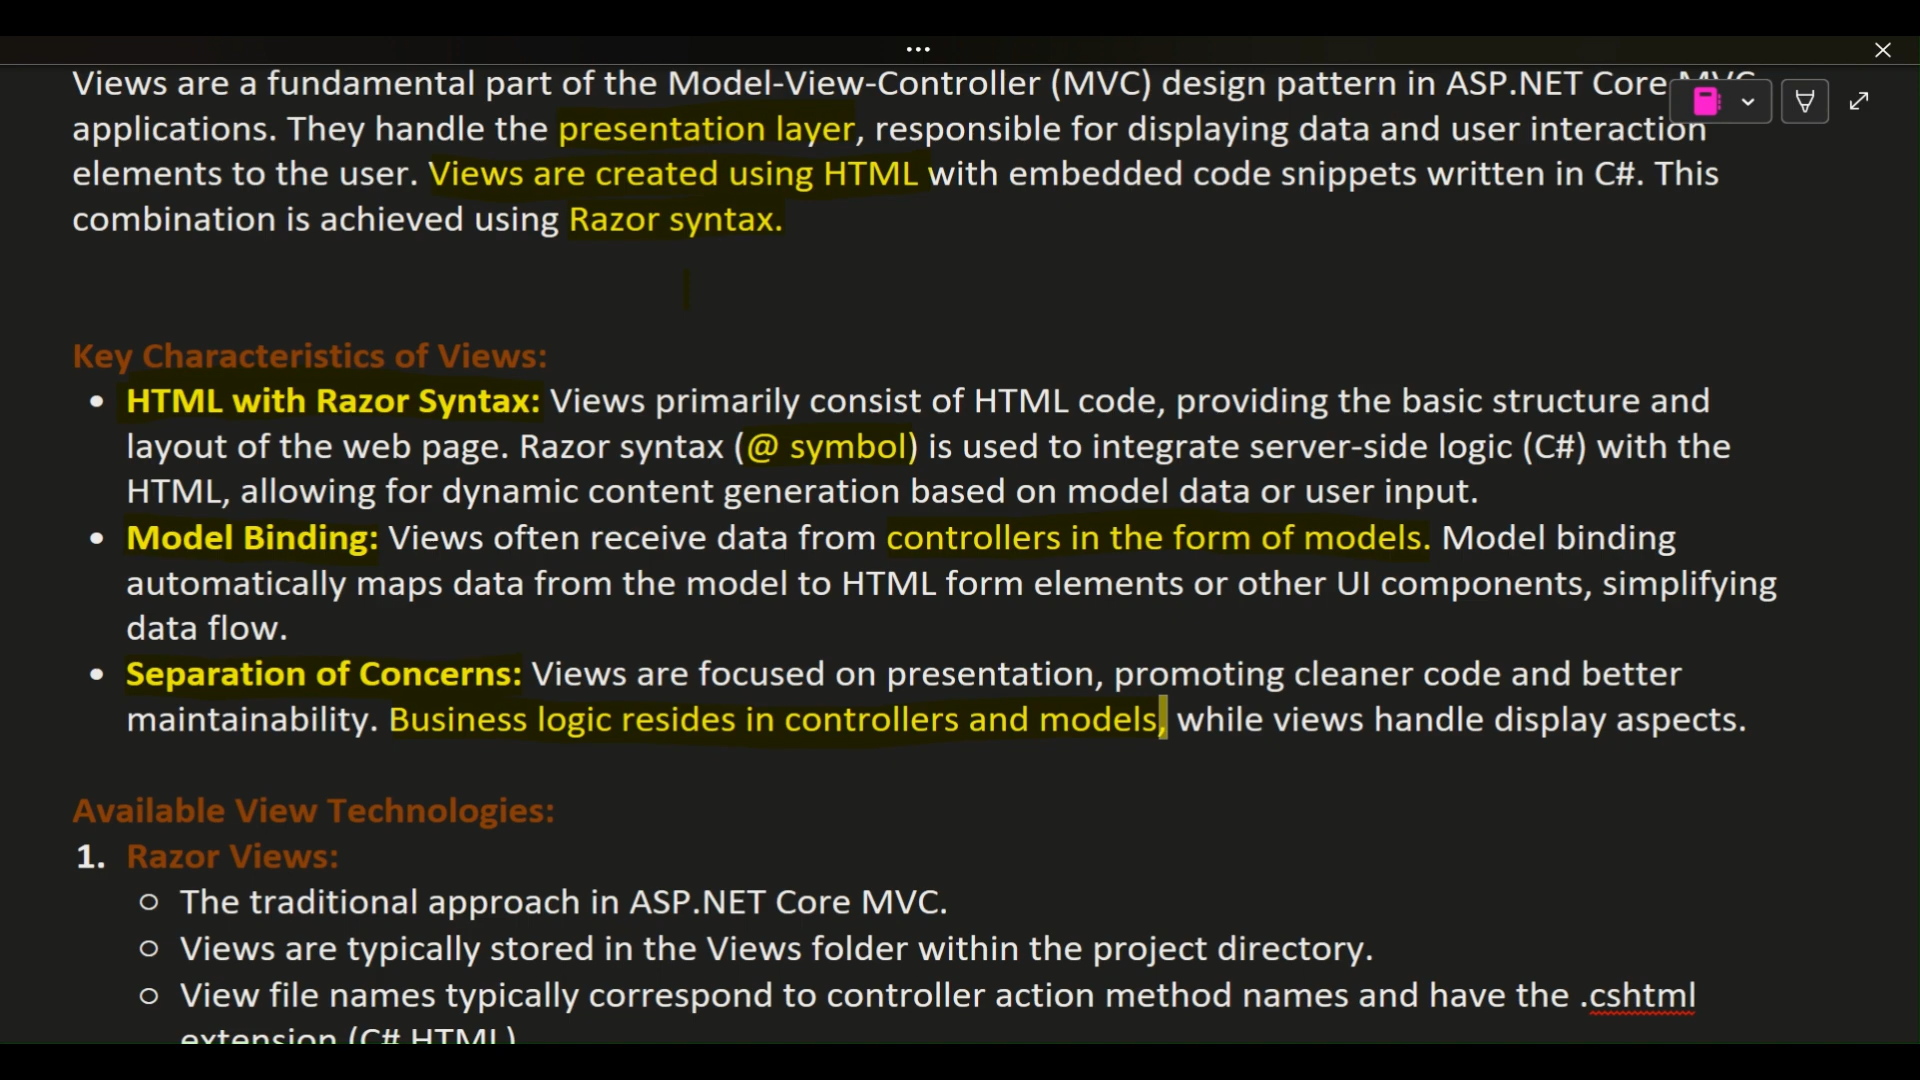 Views are a fundamental part of the Model-View-Controller (MVC) design pattern in ASP.NET Core MVC
applications. They handle the presentation layer, responsible for displaying data and user interaction
elements to the user. Views are created using HTML with embedded code snippets written in C#. This
combination is achieved using Razor syntax.
Key Characteristics of Views:
• HTML with Razor Syntax: Views primarily consist of HTML code, providing the basic structure and
layout of the web page. Razor syntax (@ symbol) is used to integrate server-side logic (C#) with the
HTML, allowing for dynamic content generation based on model data or user input.
• Model Binding: Views often receive data from controllers in the form of models. Model binding
automatically maps data from the model to HTML form elements or other UI components, simplifying
data flow.
• Separation of Concerns: Views are focused on presentation, promoting cleaner code and better
maintainability. Business logic resides in controllers and models, while views handle display aspects.
Available View Technologies:
1. Razor Views:
○ The traditional approach in ASP.NET Core MVC.
○ Views are typically stored in the Views folder within the project directory.
○ View file names typically correspond to controller action method names and have the .cshtml
extension (C# HTML)